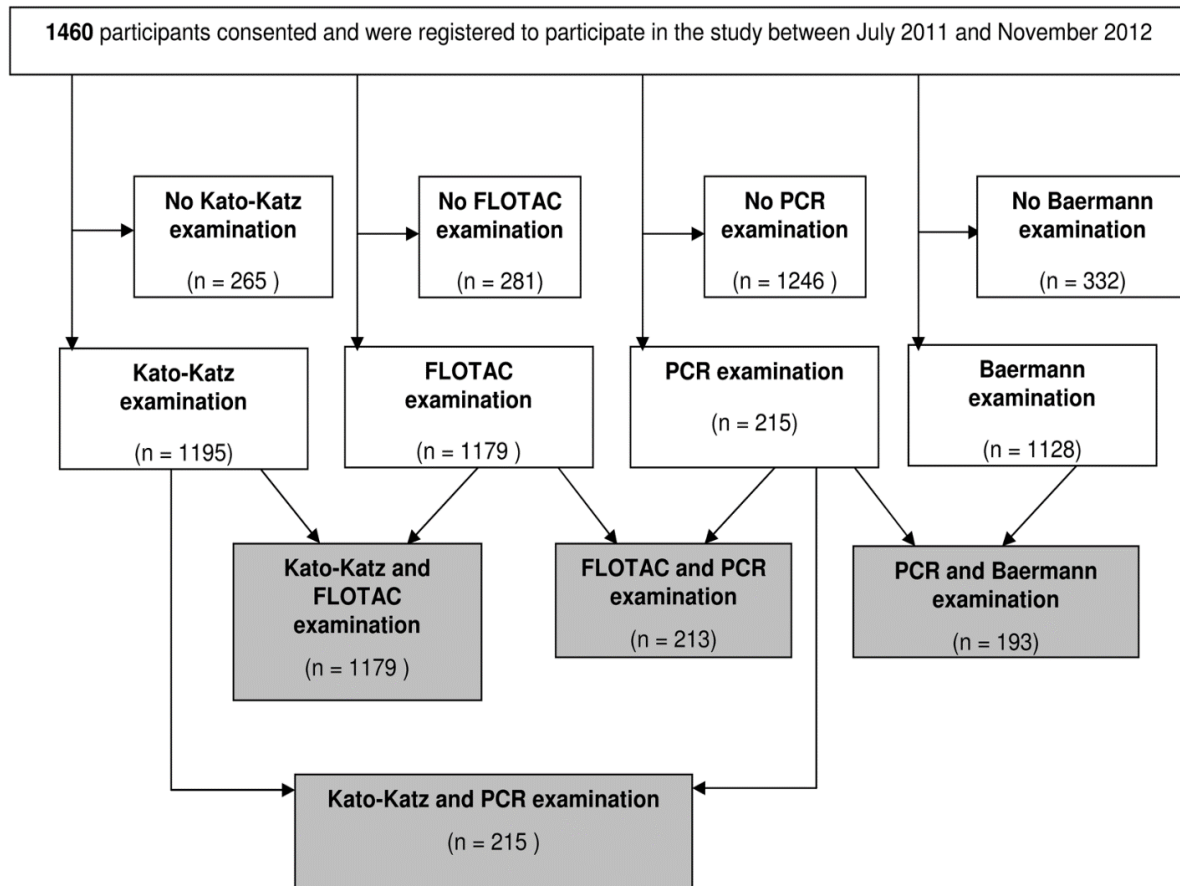 1460 participants consented and were registered to participate in the study between July 2011 and November 2012
No Kato-Katz
examination
(n = 265 )
No FLOTAC
examination
(n = 281)
No PCR
examination
(n = 1246 )
No Baermann
examination
(n = 332)
Kato-Katz
examination
(n = 1195)
FLOTAC
examination
(n = 1179 )
PCR examination
(n = 215)
Baermann
examination
(n = 1128)
Kato-Katz and
FLOTAC
examination
(n = 1179 )
FLOTAC and PCR
examination
(n = 213)
PCR and Baermann
examination
(n = 193)
Kato-Katz and PCR examination
(n = 215 )